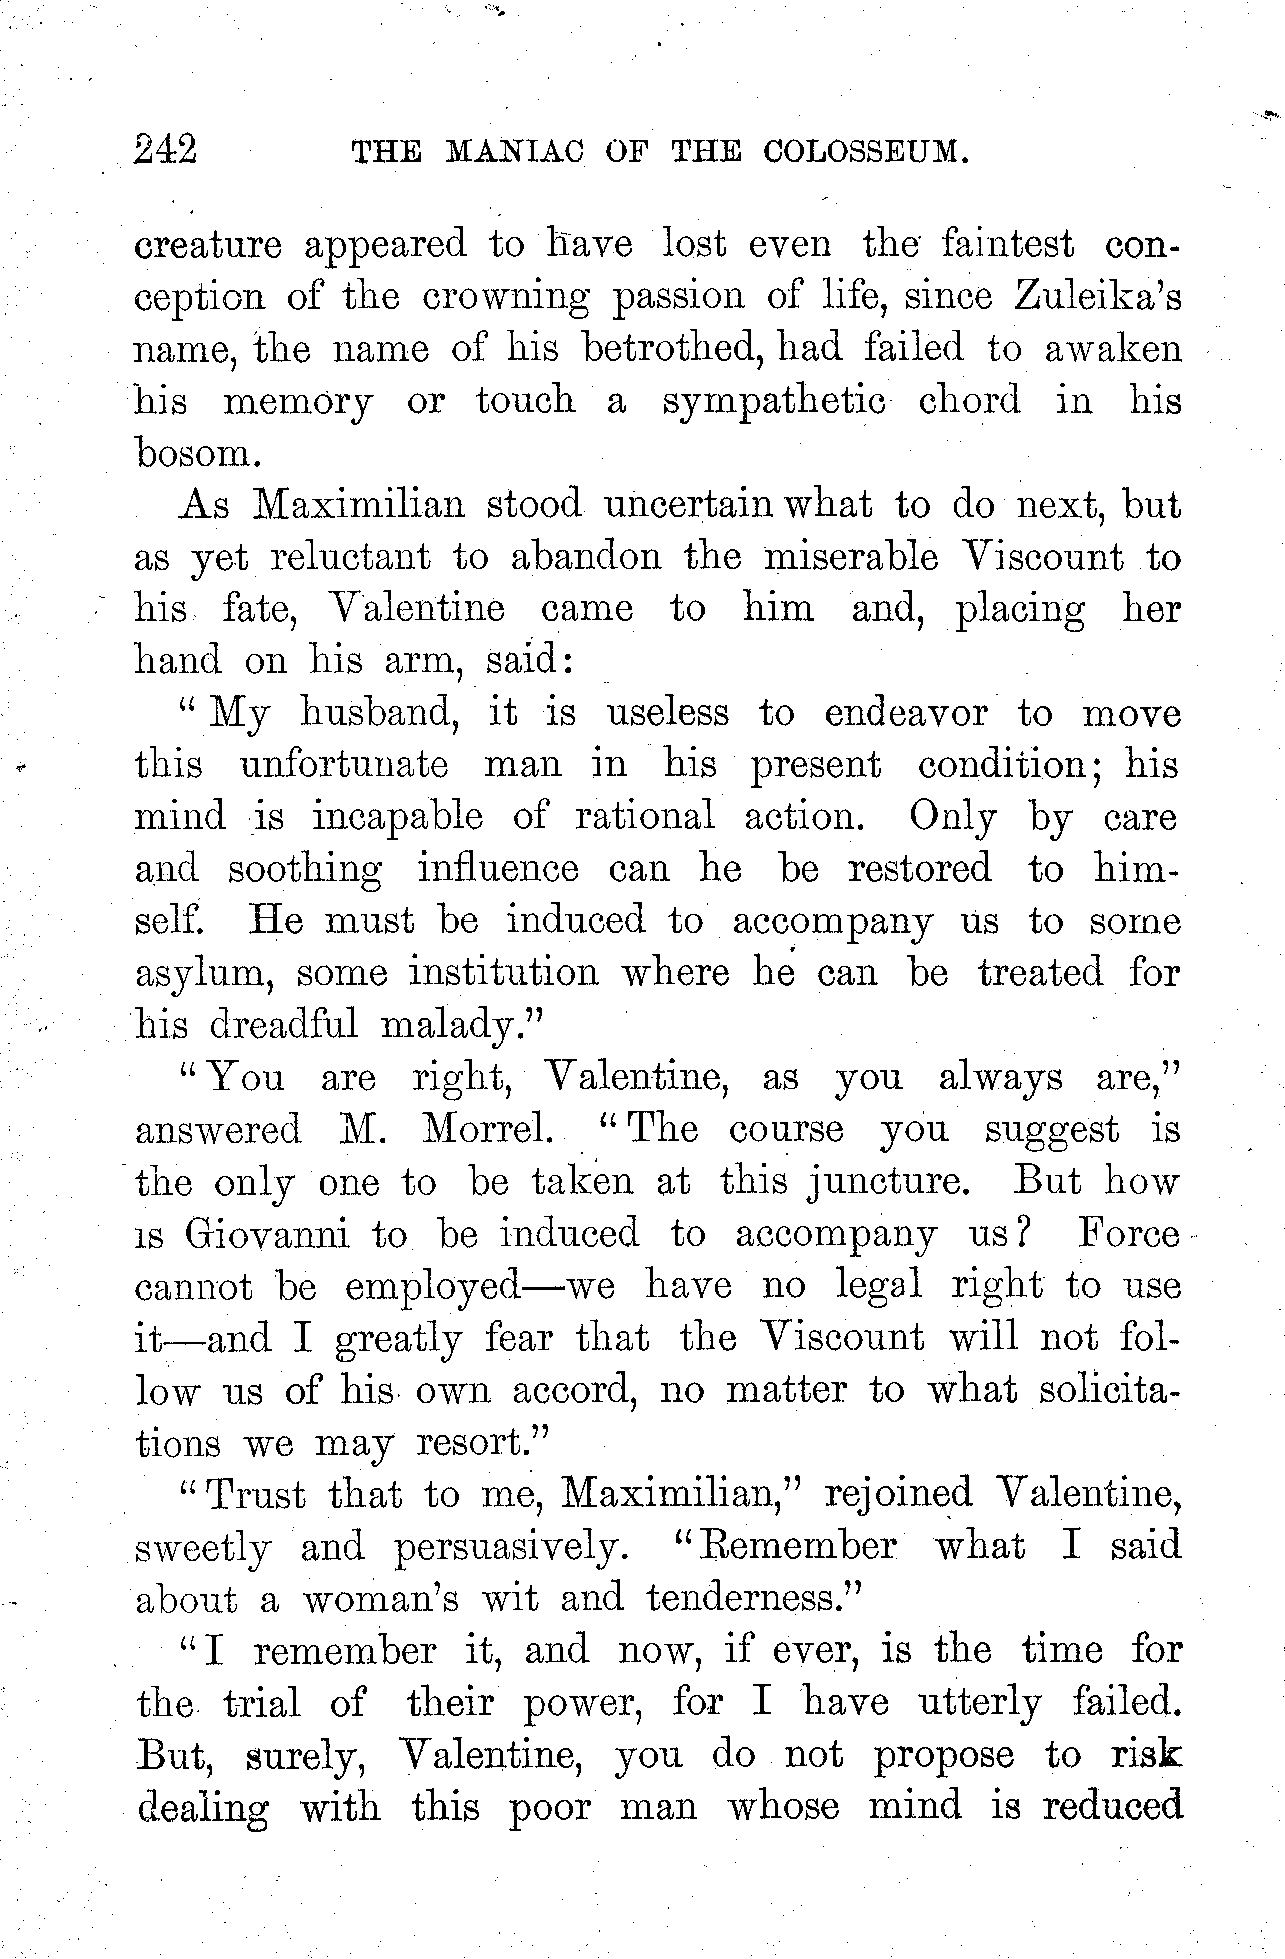 242 THE MANIAC OF THE COLOSSEUM.
creature appeared to have lost even the faintest con-
ception of the crowning passion of life, since Zuleika's
name, the name of his betrothed, had failed to awaken
his memory or touch a sympathetic chord in his
bosom.
As Maximilian stood uncertain what to do next, but
as yet reluctant to abandon the miserable Viscount to
his fate, Valentine came to him and, placing her
hand on his arm, said:
"My husband, it is useless to endeavor to move
this unfortunate man in his present condition; his
mind is incapable of rational action. Only by care
and soothing influence can he be restored to him-
self. He must be induced to accompany us to some
asylum, some institution where he can be treated for
his dreadful malady."
"You are right, Valentine, as you always are,"
answered M. Morrel. "The course you suggest is
the only one to be taken at this juncture. But how
is Giovanni to be induced to accompany us? Force
cannot be employed—we have no legal right to use
it—and I greatly fear that the Viscount will not fol-
low us of his own accord, no matter to what solicita-
tions we may resort."
"Trust that to me, Maximilian," rejoined Valentine,
sweetly and persuasively. "Remember what I said
about a woman's wit and tenderness."
"I remember it, and now, if ever, is the time for
the trial of their power, for I have utterly failed.
But, surely, Valentine, you do not propose to risk
dealing with this poor man whose mind is reduced